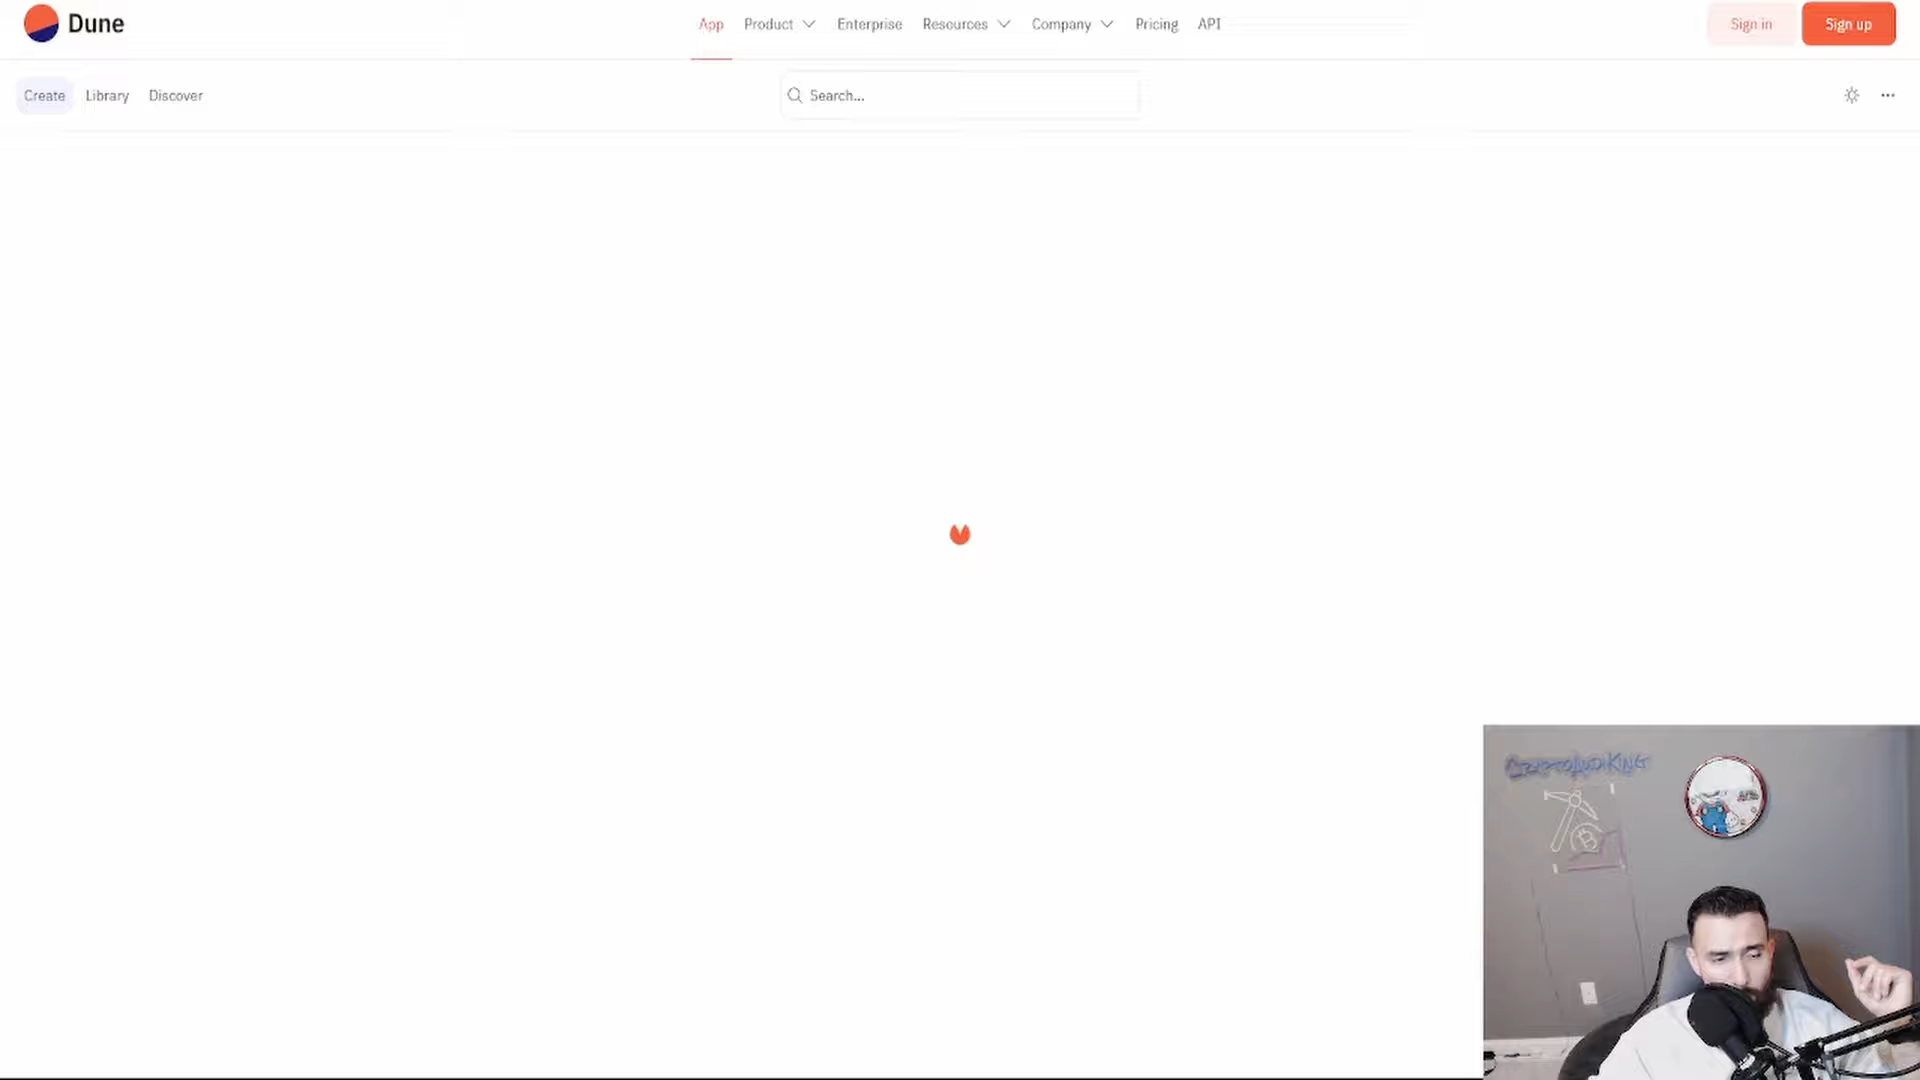 Dune
App Product Enterprise Resources Company Pricing API
Sign in Sign up
Create Library Discover
Search...